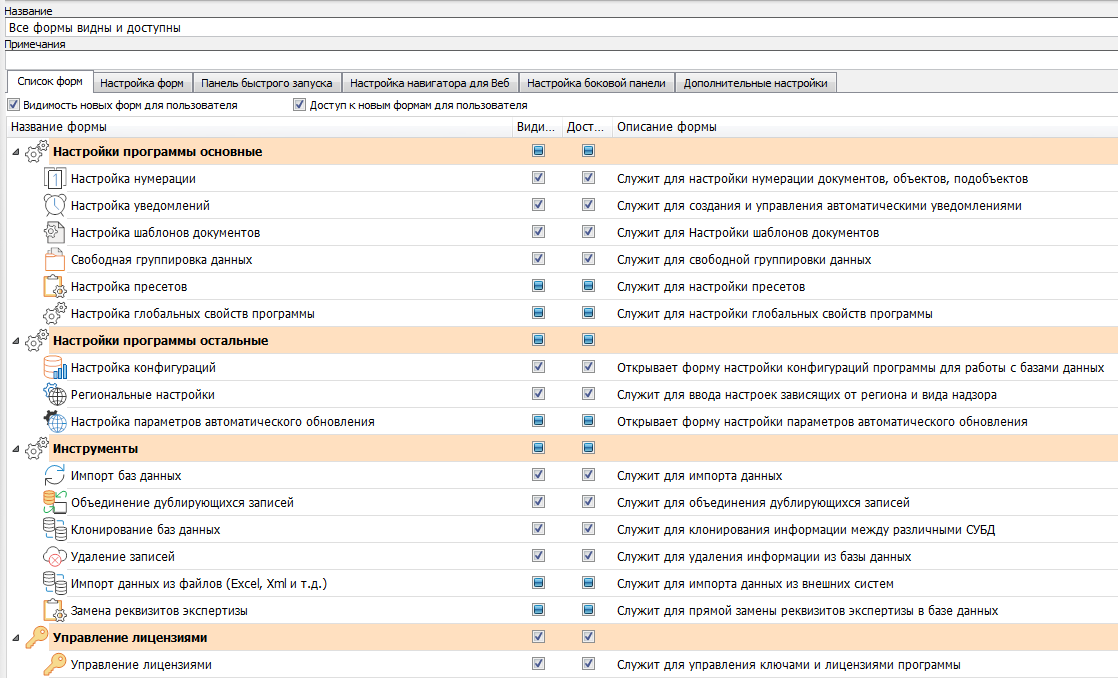 Название
Все формы видны и доступны
Примечания
Список форм Настройка форм Панель быстрого запуска Настройка навигатора для Веб Настройка боковой панели Дополнительные настройки
Видимость новых форм для пользователя Доступ к новым формам для пользователя
Название формы Види... Дост... Описание формы
Настройки программы основные
Настройка нумерации Служит для настройки нумерации документов, объектов, подобъектов
Настройка уведомлений Служит для создания и управления автоматическими уведомлениями
Настройка шаблонов документов Служит для Настройки шаблонов документов
Свободная группировка данных Служит для свободной группировки данных
Настройка пресетов Служит для настройки пресетов
Настройка глобальных свойств программы Служит для настройки глобальных свойств программы
Настройки программы остальные
Настройка конфигураций Открывает форму настройки конфигураций программы для работы с базами данных
Региональные настройки Служит для ввода настроек зависящих от региона и вида надзора
Настройка параметров автоматического обновления Открывает форму настройки параметров автоматического обновления
Инструменты
Импорт баз данных Служит для импорта данных
Объединение дублирующихся записей Служит для объединения дублирующихся записей
Клонирование баз данных Служит для клонирования информации между различными СУБД
Удаление записей Служит для удаления информации из базы данных
Импорт данных из файлов (Excel, Xml и т.д.) Служит для импорта данных из внешних систем
Замена реквизитов экспертизы Служит для прямой замены реквизитов экспертизы в базе данных
Управление лицензиями
Управление лицензиями Служит для управления ключами и лицензиями программы